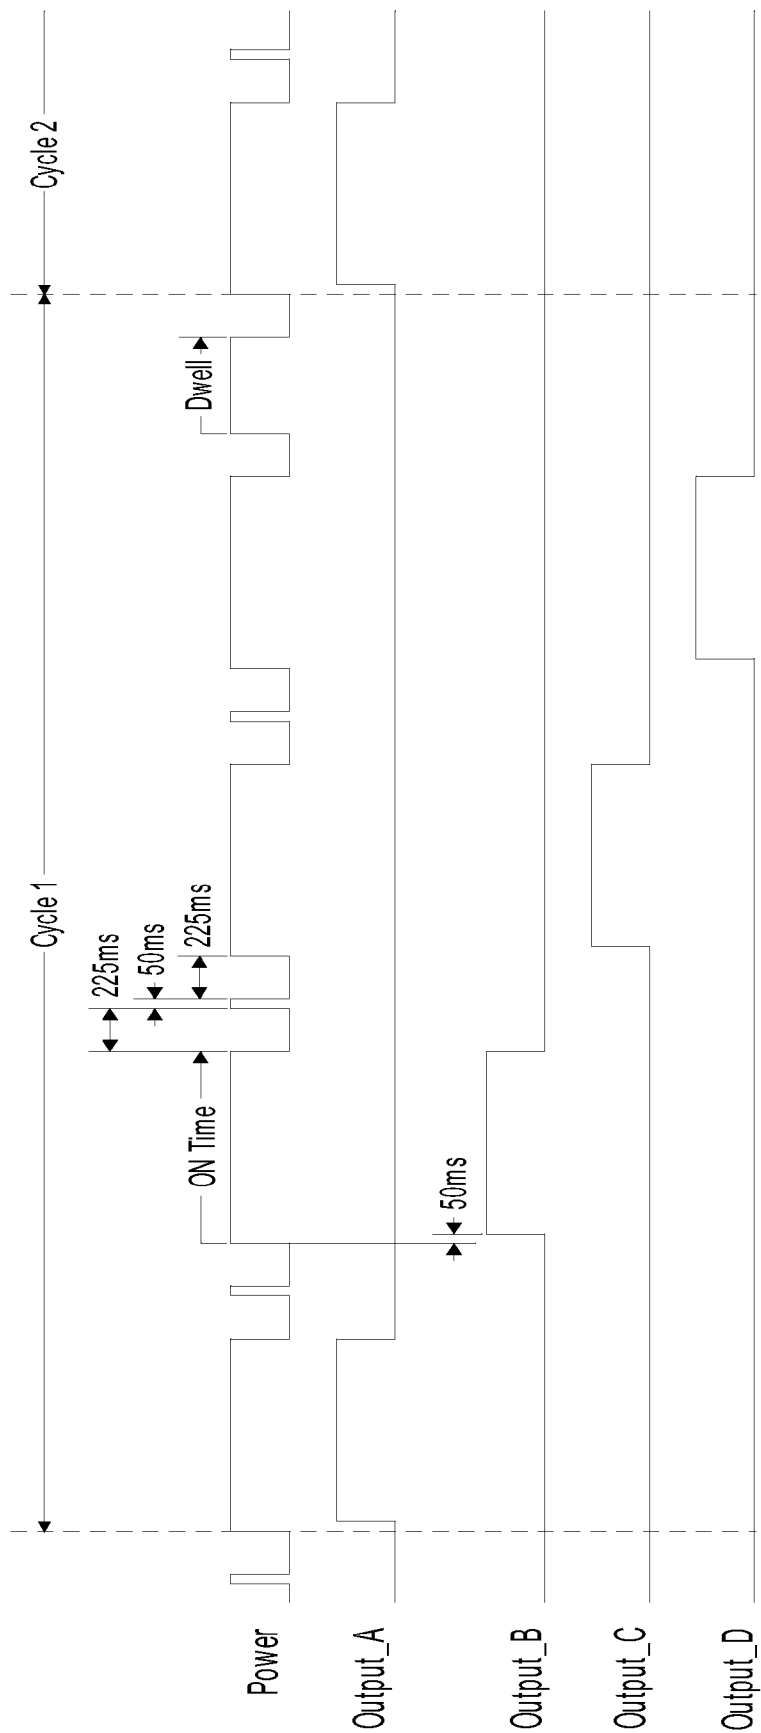 Cycle 1
Cycle 2
225ms
50ms
ON Time
225ms
Dwell
Power
Output_A
50ms
Output_B
Output_C
Output_D